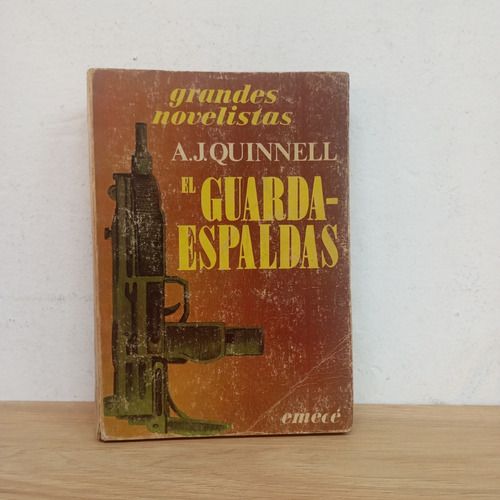 grandes
novelistas
A.J.QUINNELL
EL GUARDA-
ESPALDAS
emecé